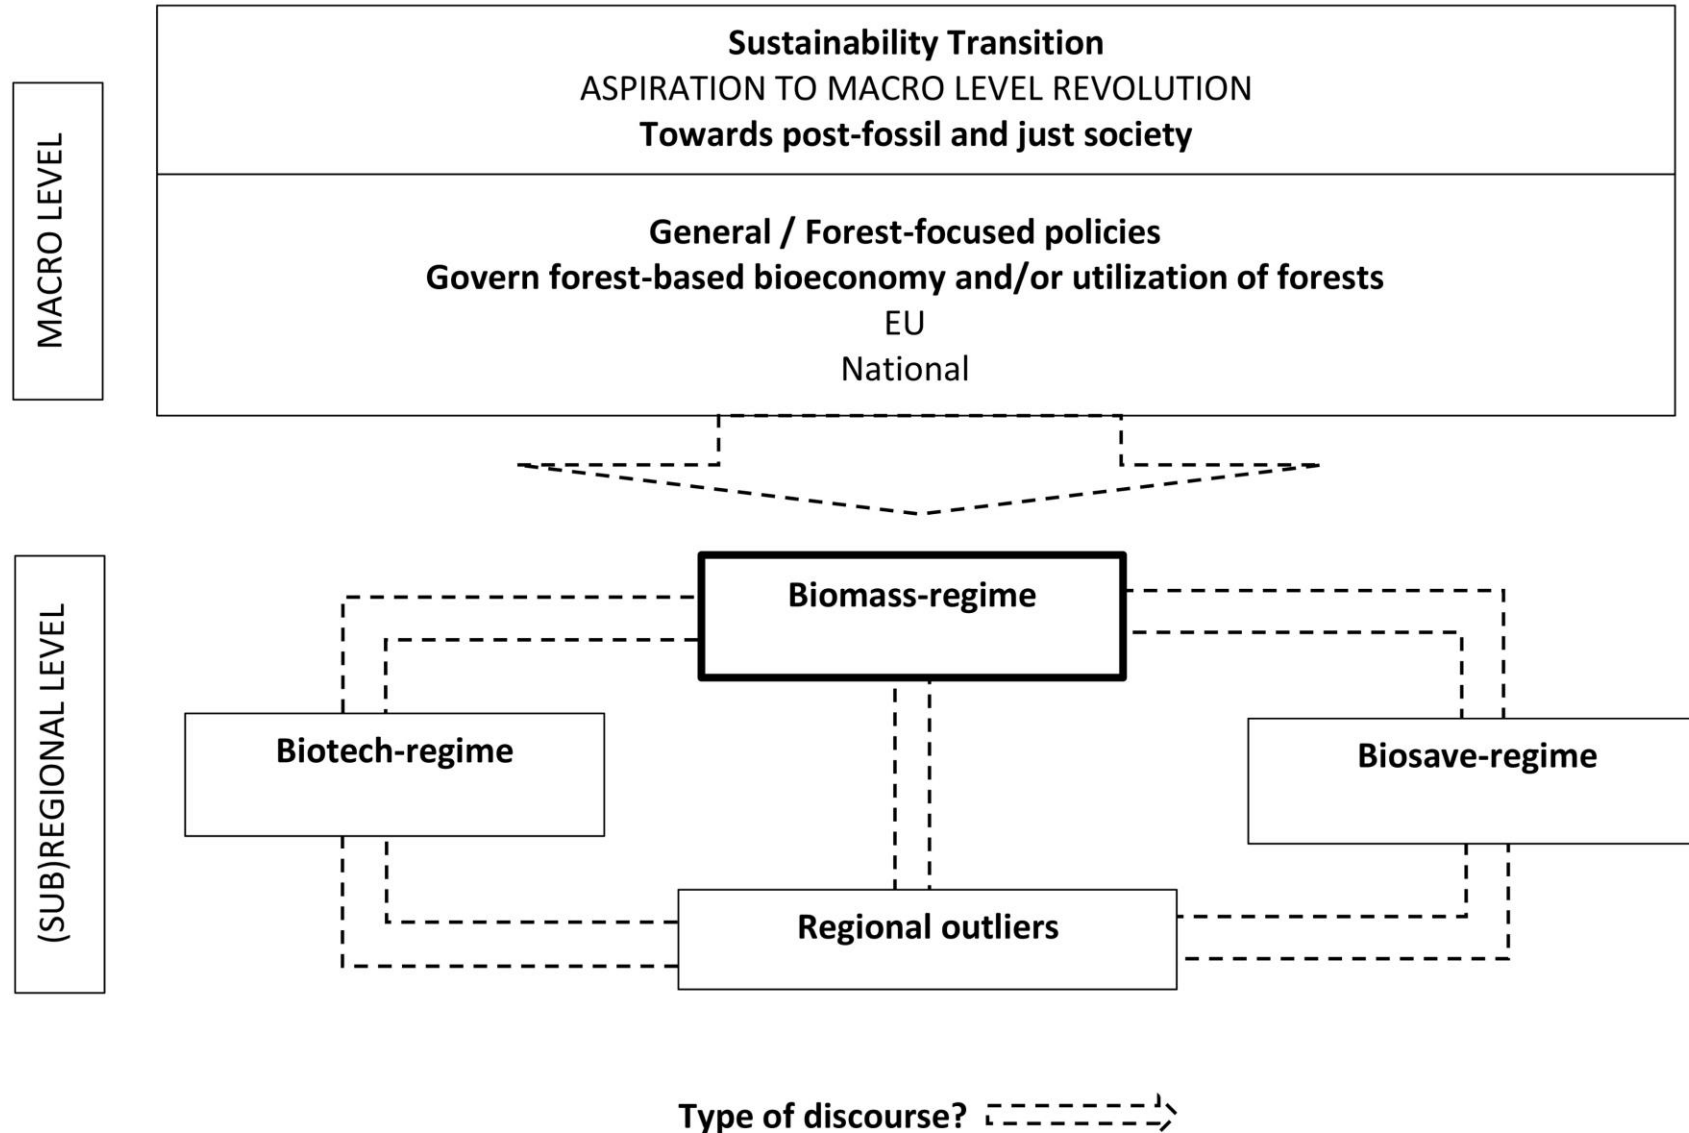 MACRO LEVEL
Sustainability Transition
ASPIRATION TO MACRO LEVEL REVOLUTION
Towards post-fossil and just society
General / Forest-focused policies
Govern forest-based bioeconomy and/or utilization of forests
EU
National
(SUB)REGIONAL LEVEL
Biomass-regime
Biotech-regime
Biosave-regime
Regional outliers
Type of discourse?